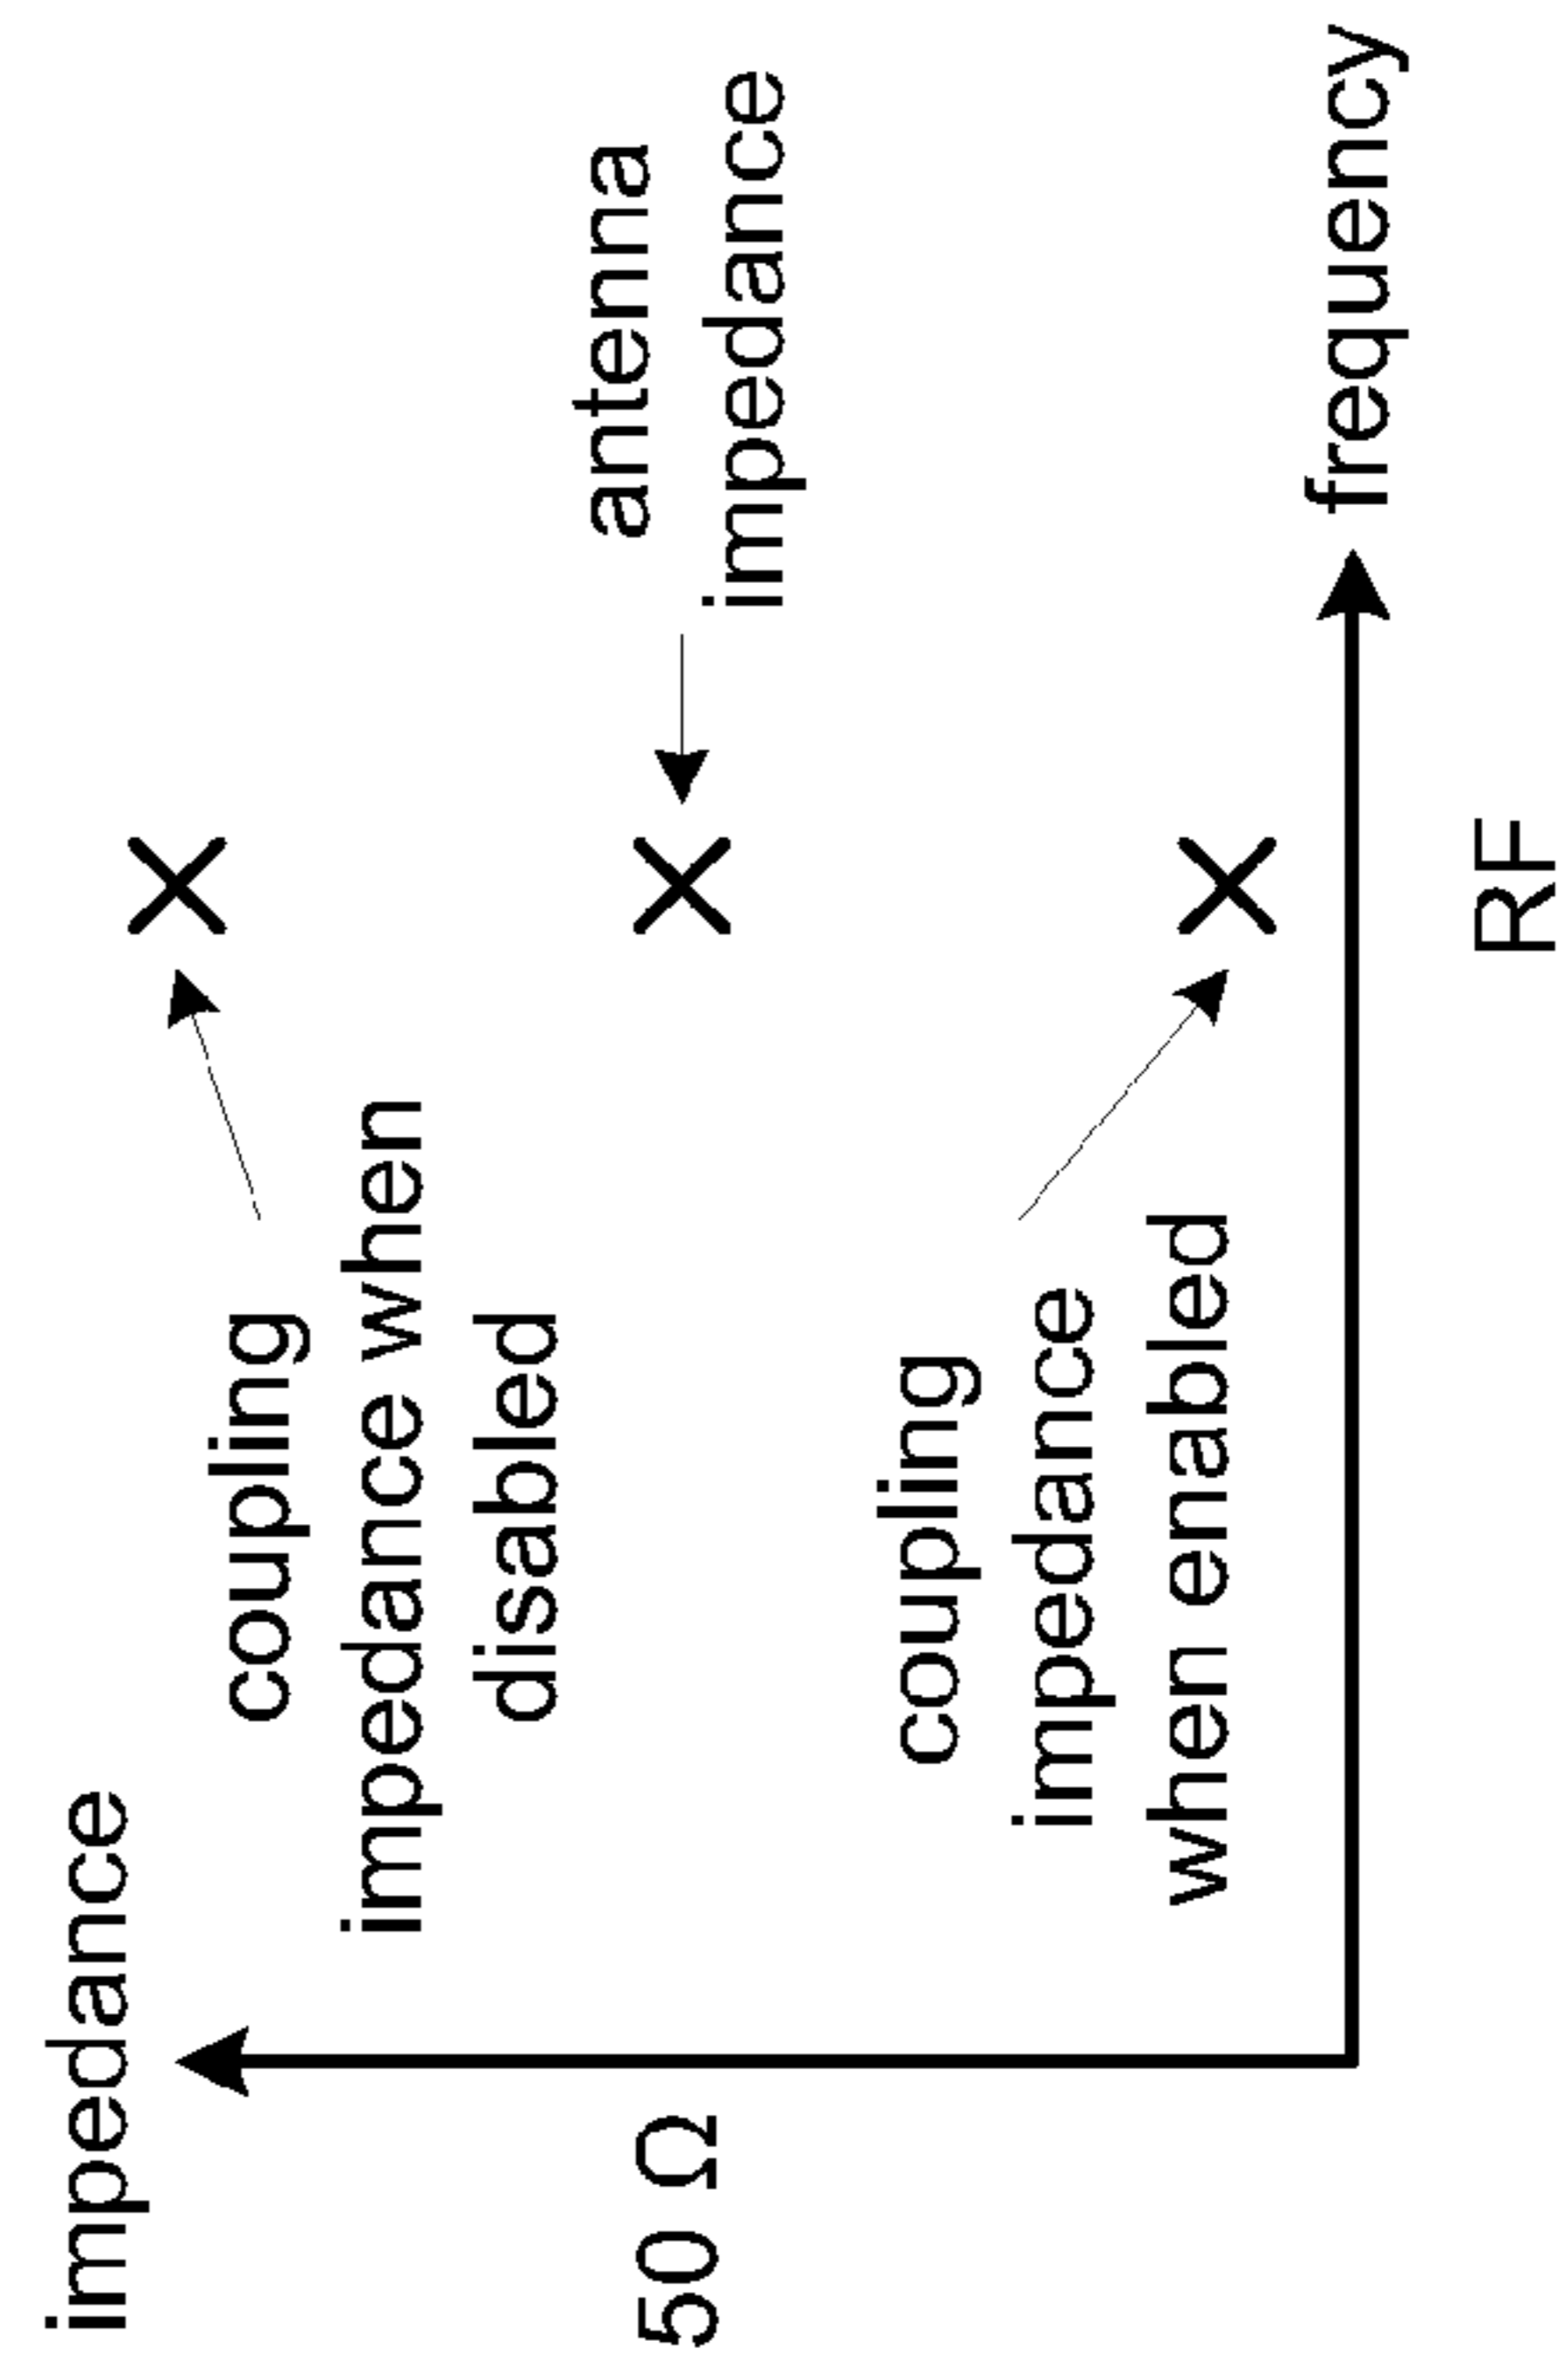 impedance
coupling
impedance when
disabled
antenna
impedance
50 Ω
coupling
impedance
when enabled
frequency
RF